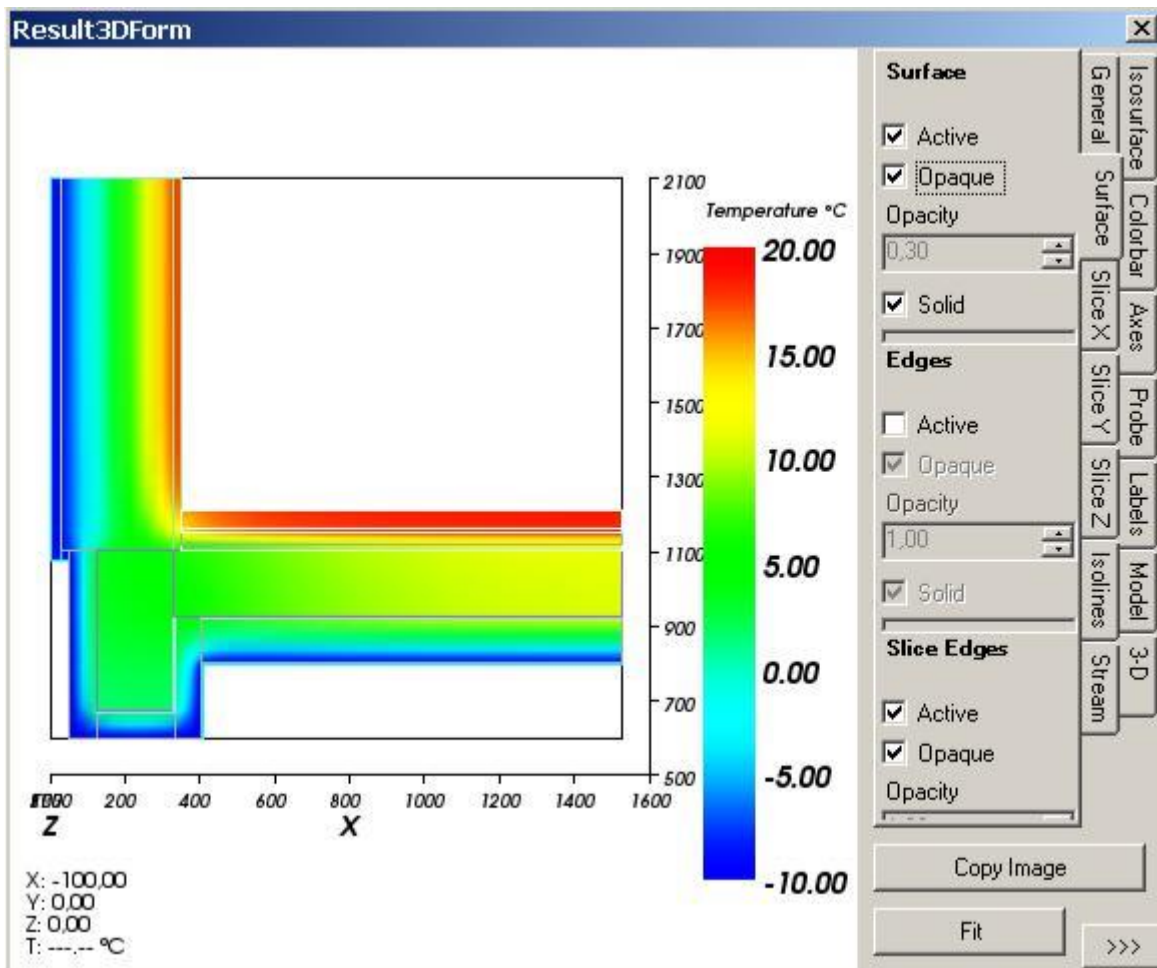 Result3DForm
2100
1900
1700
1500
1300
1100
900
700
500
200
400
600
800
1000
1200
1400
1600
Z
X
Temperature °C
20.00
15.00
10.00
5.00
0.00
-5.00
-10.00
X: -100,00
Y: 0,00
Z: 0,00
T: ---.-- °C
Surface
Active
Opaque
Opacity
0,30
Solid
Edges
Active
Opaque
Opacity
1,00
Solid
Slice Edges
Active
Opaque
Opacity
General
Surface
Slice X
Slice Y
Slice Z
Isolines
Stream
Isosurface
Colorbar
Axes
Probe
Labels
Model
3-D
Copy Image
Fit
>>>